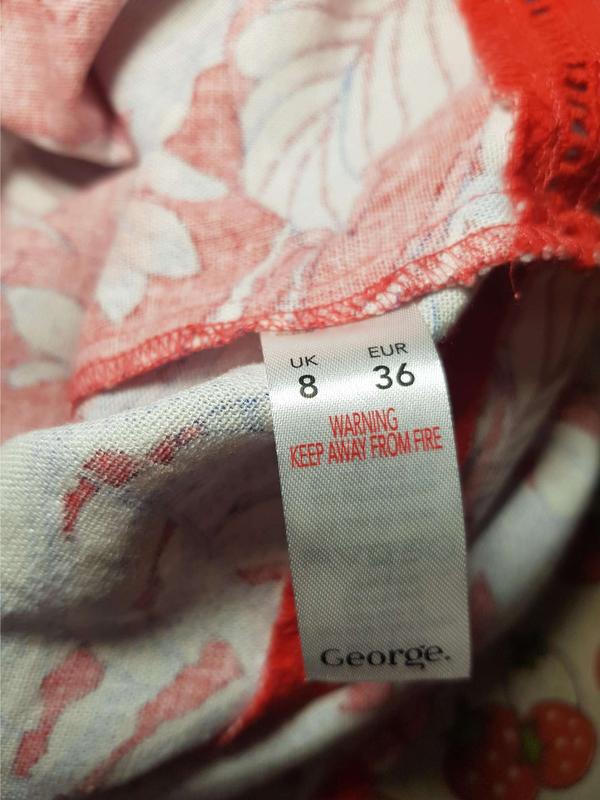 UK EUR
8 36
WARNING
KEEP AWAY FROM FIRE
George.